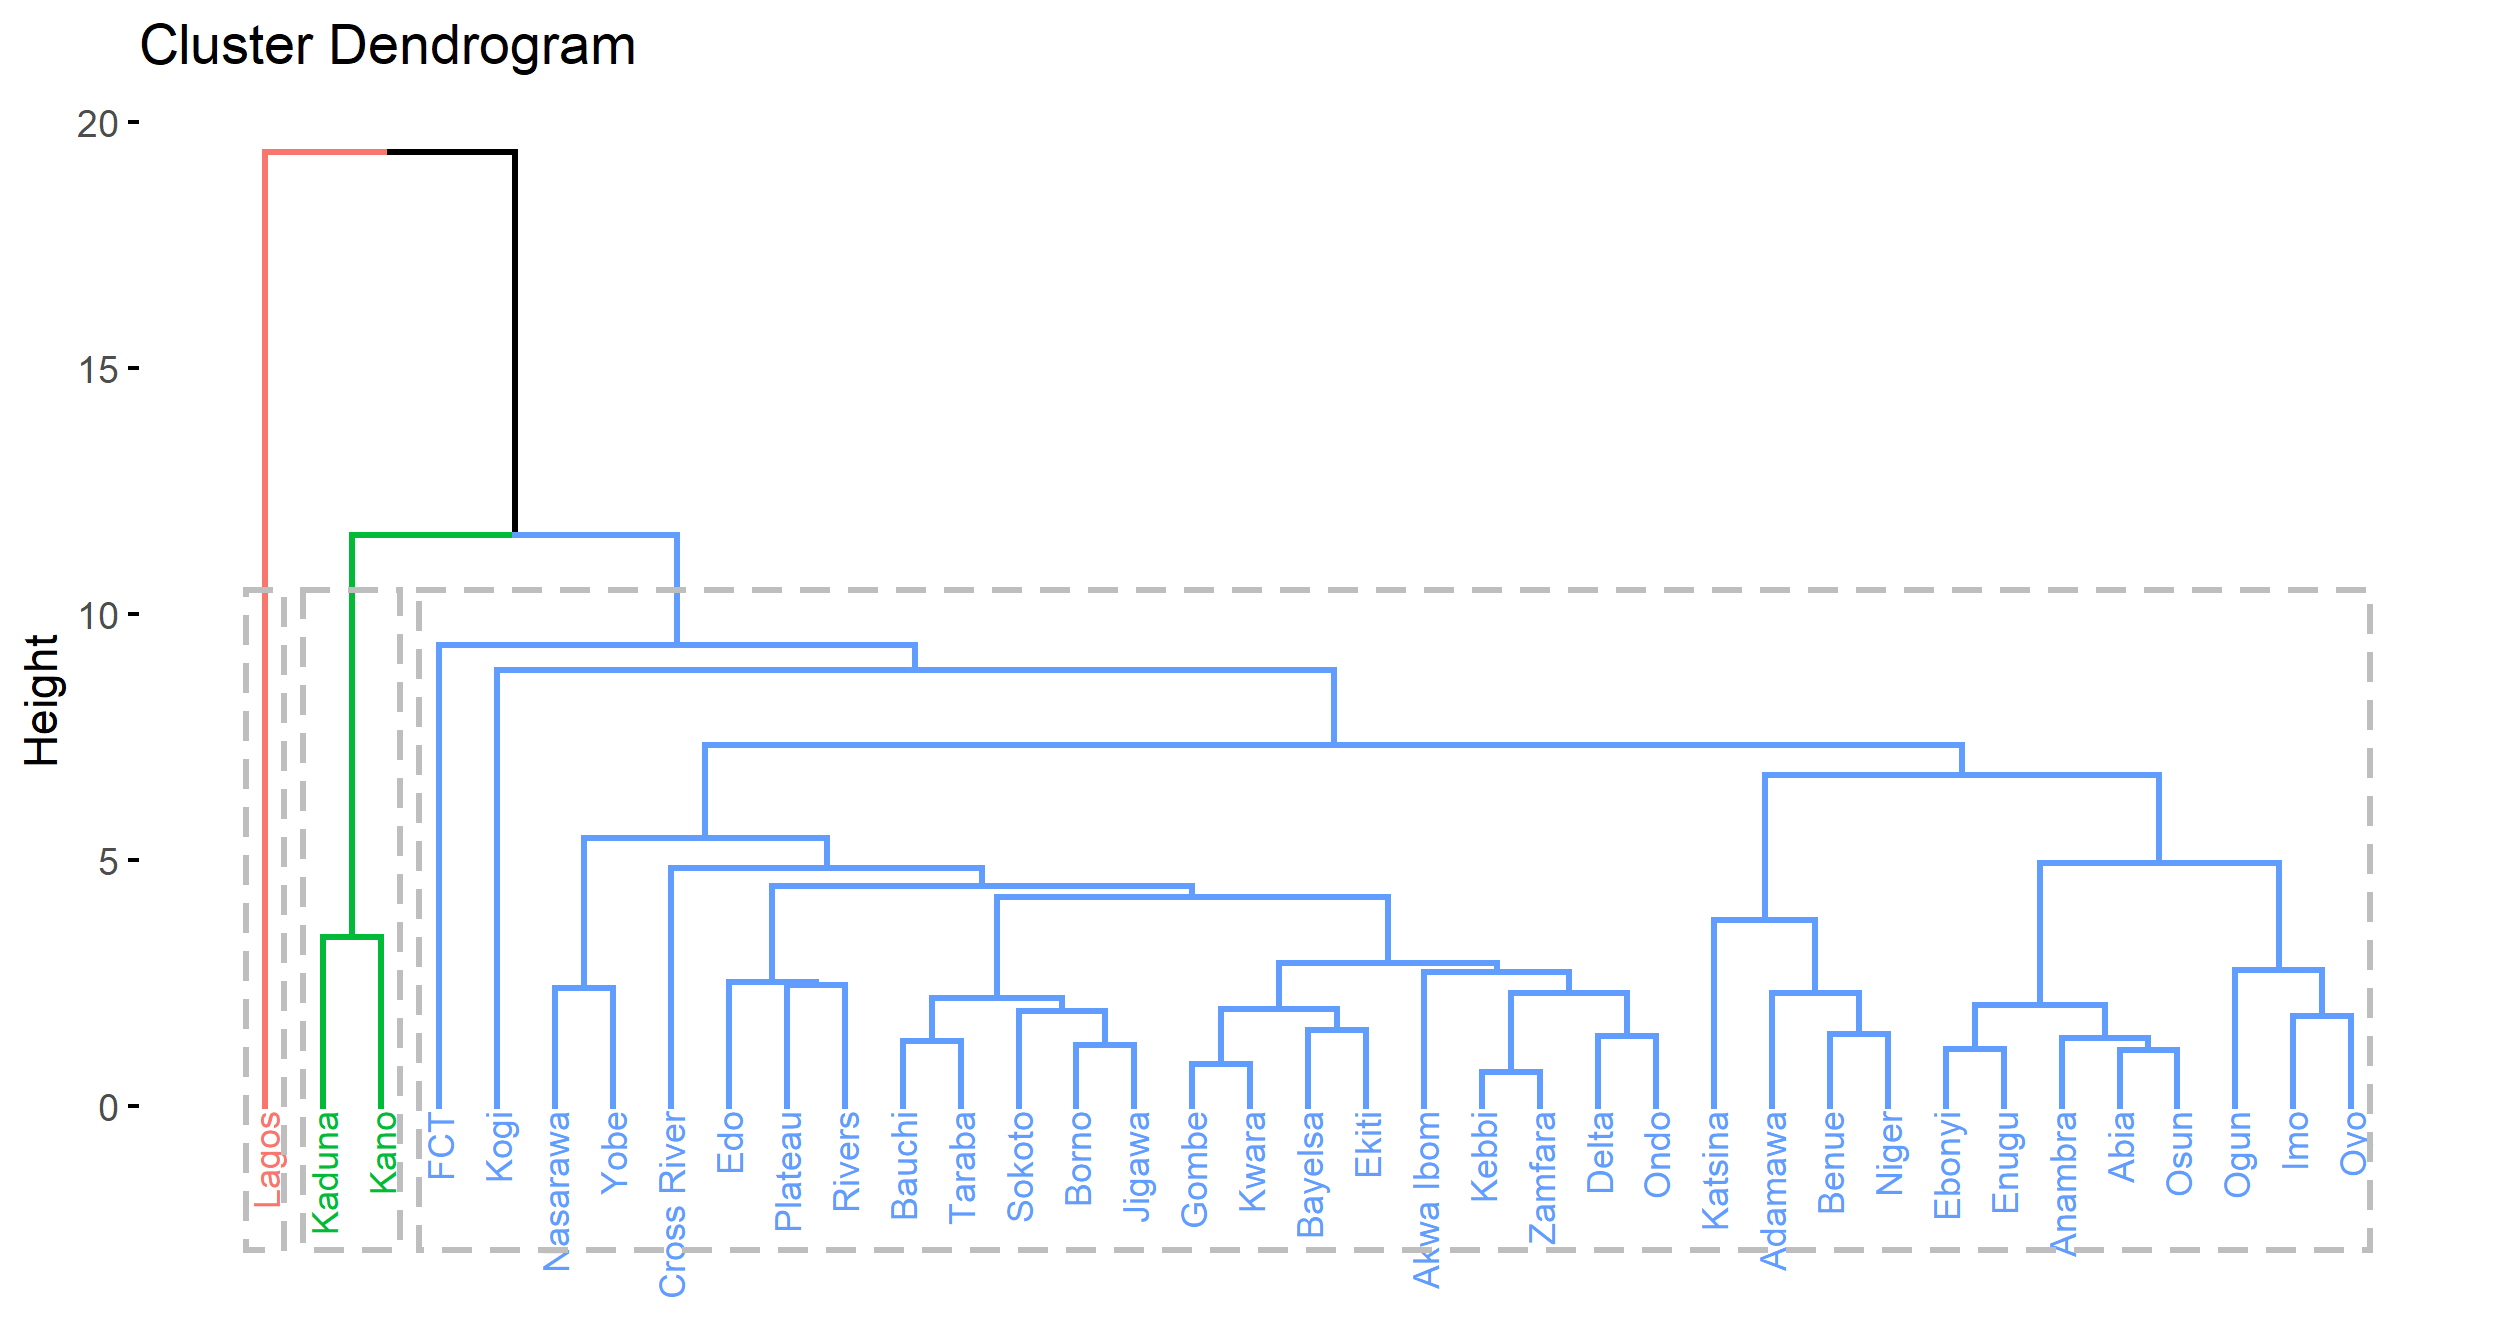 Cluster Dendrogram
20
15
10
5
0
Height
Lagos
Kaduna
Kano
FCT
Kogi
Nasarawa
Yobe
Cross River
Edo
Plateau
Rivers
Bauchi
Taraba
Sokoto
Borno
Jigawa
Gombe
Kwara
Bayelsa
Ekiti
Akwa Ibom
Kebbi
Zamfara
Delta
Ondo
Katsina
Adamawa
Benue
Niger
Ebonyi
Enugu
Anambra
Abia
Osun
Ogun
Imo
Oyo